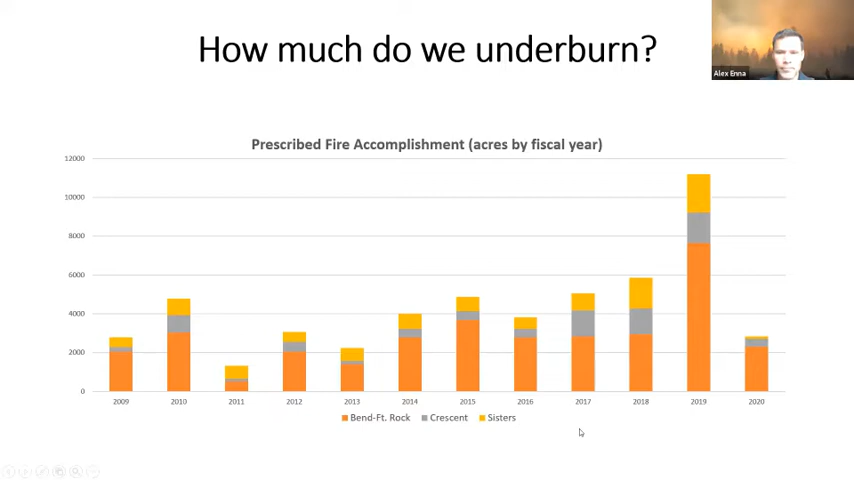 How much do we underburn?
Alex Enna
Prescribed Fire Accomplishment (acres by fiscal year)
12000
10000
8000
6000
4000
2000
0
2009 2010 2011 2012 2013 2014 2015 2016 2017 2018 2019 2020
Bend-Ft. Rock Crescent Sisters